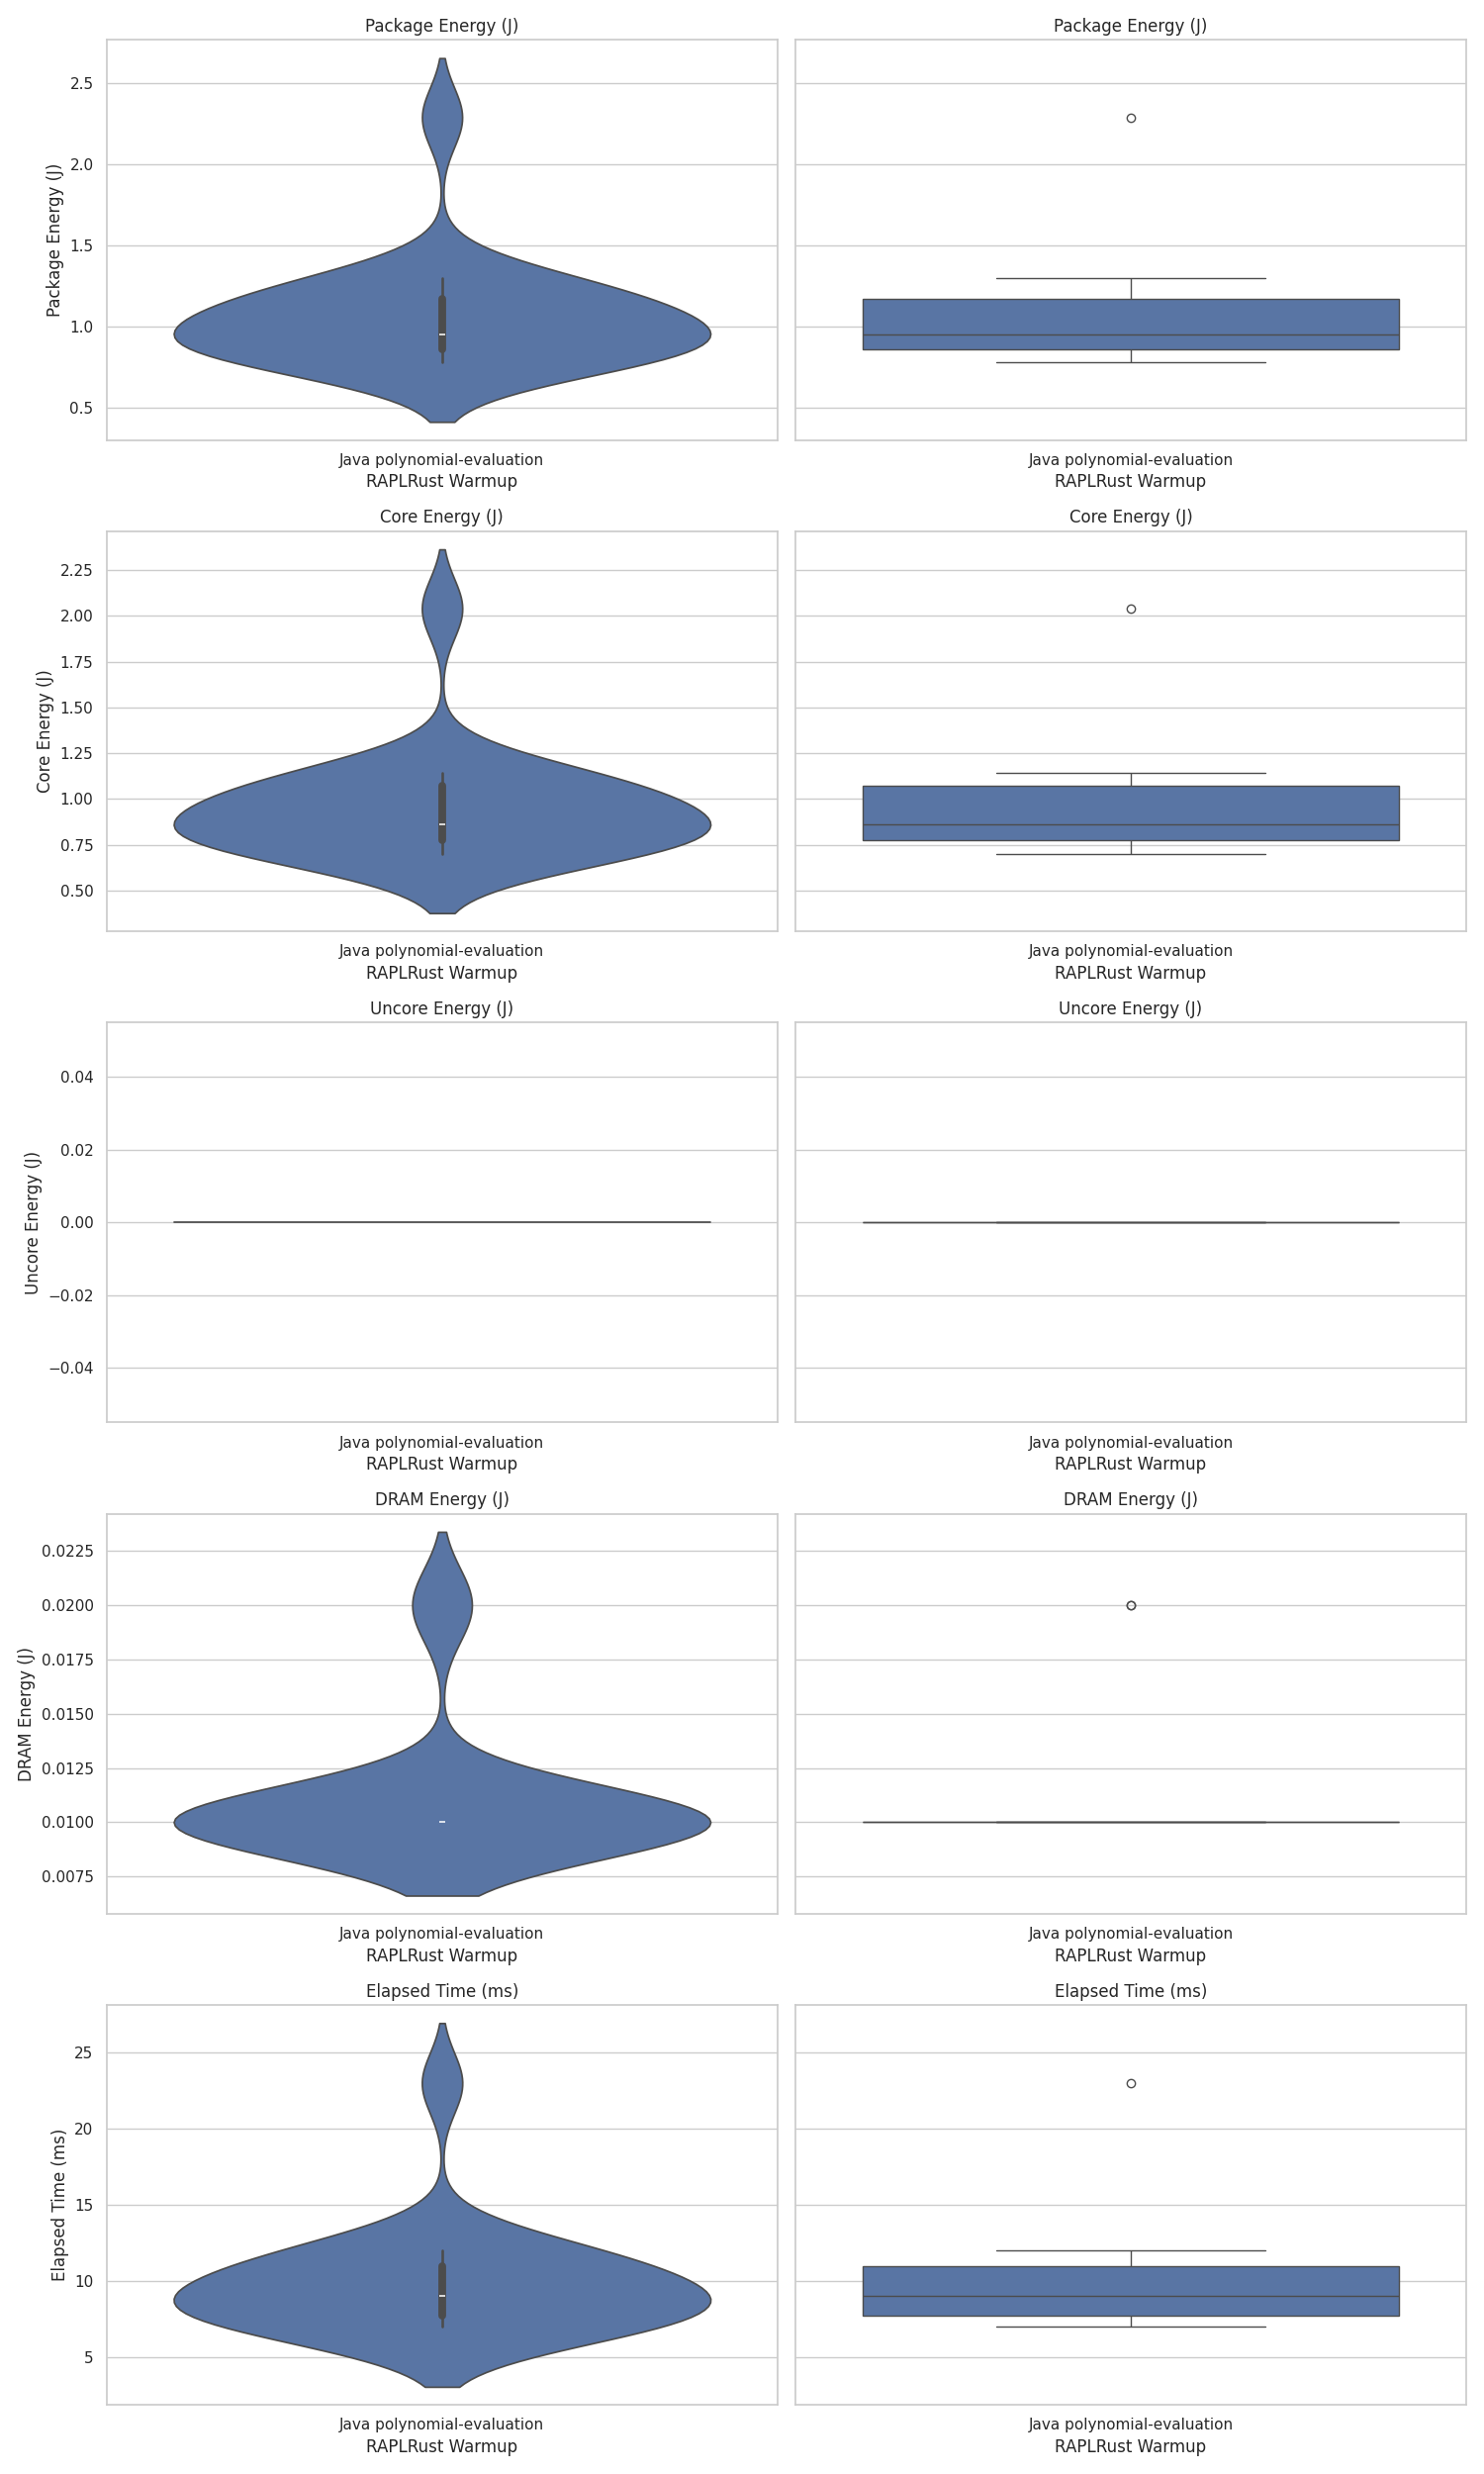 Package Energy (J)
Package Energy (J)
Package Energy (J)
2.5
2.0
1.5
1.0
0.5
Java polynomial-evaluation
RAPLRust Warmup
Java polynomial-evaluation
RAPLRust Warmup
Core Energy (J)
Core Energy (J)
Core Energy (J)
2.25
2.00
1.75
1.50
1.25
1.00
0.75
0.50
Java polynomial-evaluation
RAPLRust Warmup
Java polynomial-evaluation
RAPLRust Warmup
Uncore Energy (J)
Uncore Energy (J)
Uncore Energy (J)
0.04
0.02
0.00
−0.02
−0.04
Java polynomial-evaluation
RAPLRust Warmup
Java polynomial-evaluation
RAPLRust Warmup
DRAM Energy (J)
DRAM Energy (J)
DRAM Energy (J)
0.0225
0.0200
0.0175
0.0150
0.0125
0.0100
0.0075
Java polynomial-evaluation
RAPLRust Warmup
Java polynomial-evaluation
RAPLRust Warmup
Elapsed Time (ms)
Elapsed Time (ms)
Elapsed Time (ms)
25
20
15
10
5
Java polynomial-evaluation
RAPLRust Warmup
Java polynomial-evaluation
RAPLRust Warmup